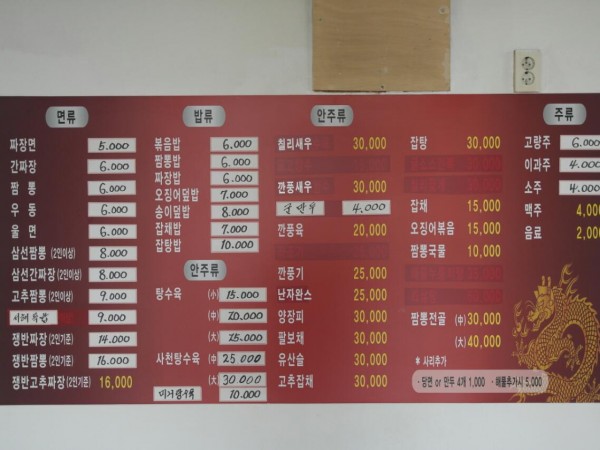 면류
짜장면 5.000
간짜장 6.000
짬뽕 6.000
우동 6.000
울면 6.000
삼선짬뽕(2인이상) 8.000
삼선간짜장(2인이상) 8.000
고추짬뽕(2인이상) 9.000
9.000
쟁반짜장(2인기준) 14.000
쟁반짬뽕(2인기준) 16.000
쟁반고추짜장(2인기준) 16,000
밥류
볶음밥 6.000
짬뽕밥 6.000
짜장밥 6.000
오징어덮밥 7.000
송이덮밥 8.000
잡채밥 7.000
잡탕밥 10.000
안주류
탕수육 (小) 15.000
(中) 20.000
(大) 25.000
사천탕수육 (中) 25000
(大) 30000
미니탕수육 10.000
안주류
칠리새우 30,000
깐풍새우 30,000
군만두 4.000
깐풍육 20,000
깐풍기 25,000
난자완스 25,000
양장피 30,000
팔보채 30,000
유산슬 30,000
고추잡채 30,000
잡탕 30,000
잡채 15,000
오징어볶음 15,000
짬뽕국물 10,000
짬뽕전골 (中) 30,000
(大) 40,000
* 사리추가
· 당면 or 만두 4개 1,000 · 해물추가시 5,000
주류
고량주 6.000
이과주 4.000
소주 4.000
맥주 4,00
음료 2,00